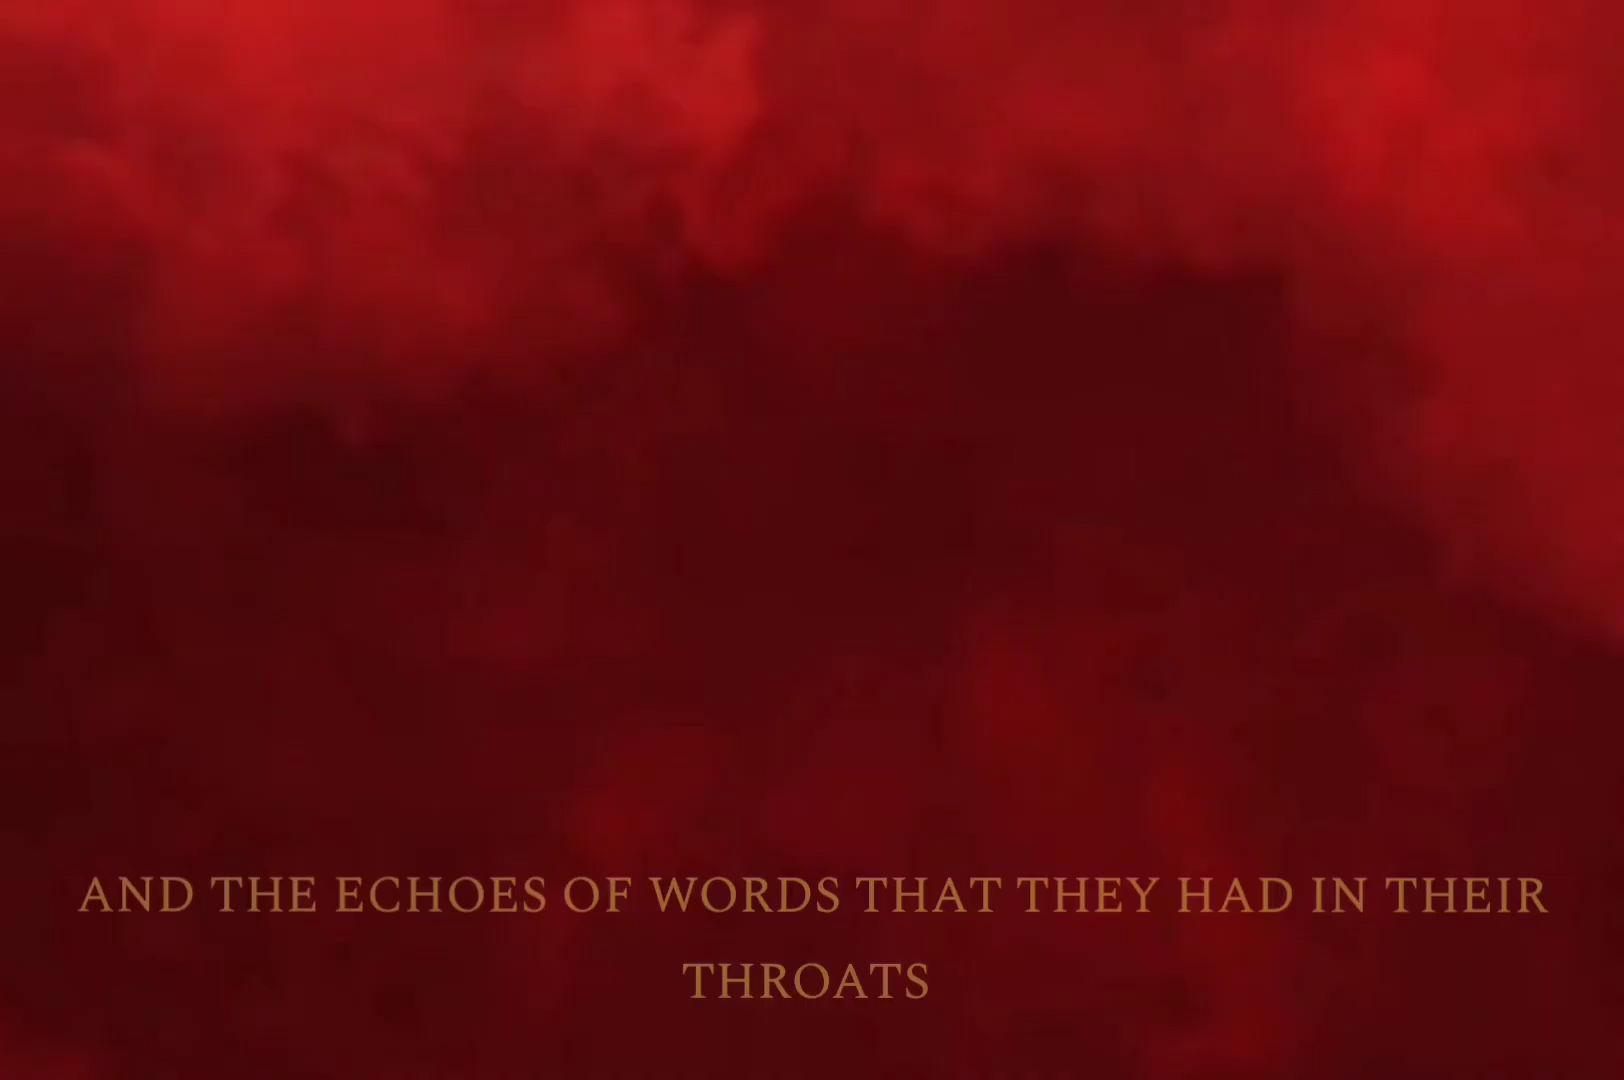 AND THE ECHOES OF WORDS THAT THEY HAD IN THEIR
THROATS